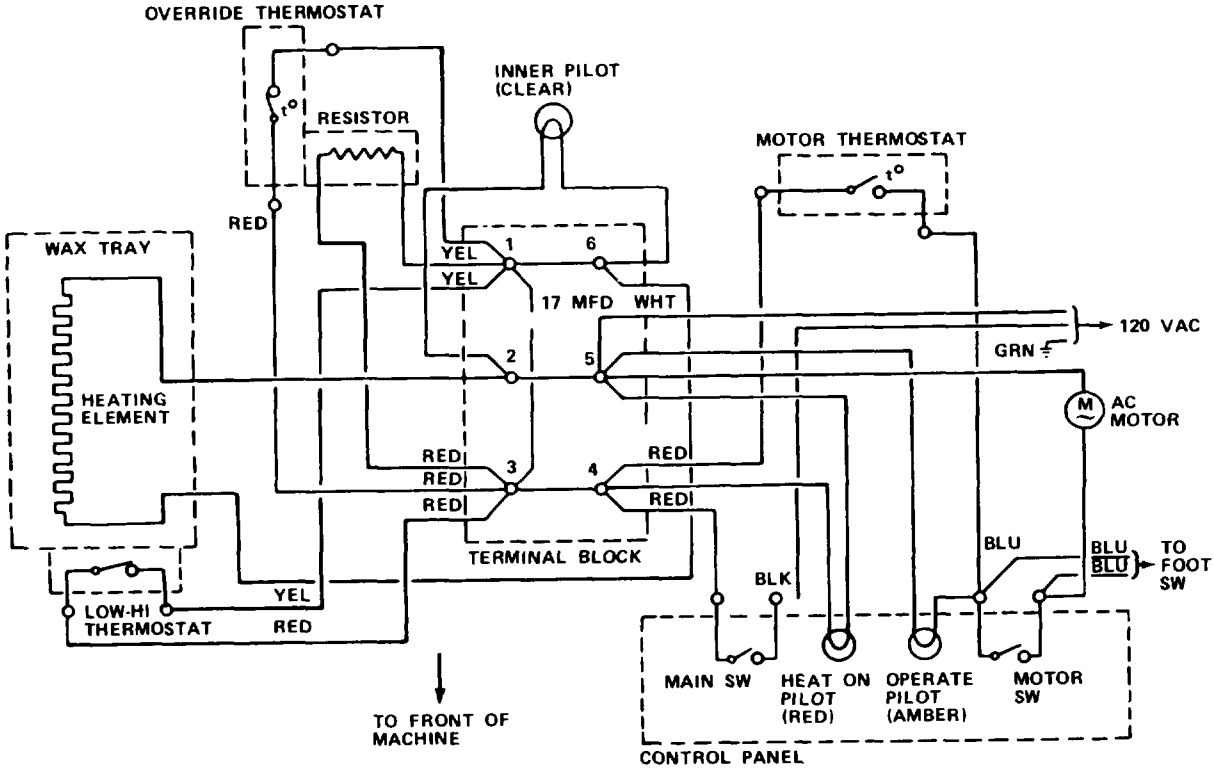 OVERRIDE THERMOSTAT
INNER PILOT
(CLEAR)
t°
RESISTOR
MOTOR THERMOSTAT
t°
RED
WAX TRAY
YEL
1
6
YEL
17 MFD
WHT
120 VAC
GRN
2
5
HEATING
ELEMENT
M
~
AC
MOTOR
RED
3
4
RED
RED
RED
RED
TERMINAL BLOCK
BLU
BLU
BLU
TO
FOOT
SW
BLK
YEL
LOW-HI
THERMOSTAT
RED
MAIN SW
HEAT ON
PILOT
(RED)
OPERATE
PILOT
(AMBER)
MOTOR
SW
TO FRONT OF
MACHINE
CONTROL PANEL